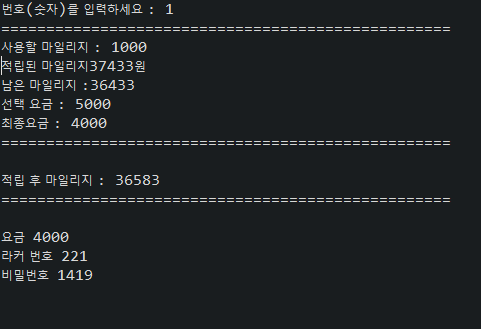 번호(숫자)를 입력하세요 : 1
==================================================
사용할 마일리지 : 1000
적립된 마일리지37433원
남은 마일리지 :36433
선택 요금 : 5000
최종요금 : 4000
==================================================
적립 후 마일리지 : 36583
==================================================
요금 4000
라커 번호 221
비밀번호 1419